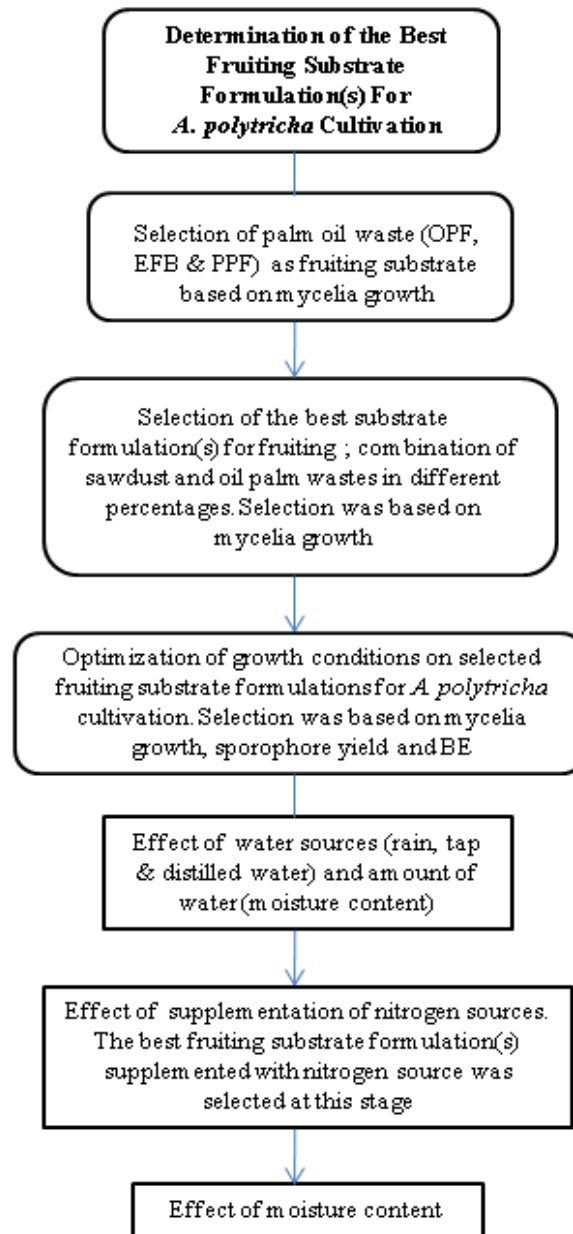 Determination of the Best
Fruiting Substrate
Formulation(s) For
A. polytricha Cultivation
Selection of palm oil waste (OPF,
EFB & PPF) as fruiting substrate
based on mycelia growth
Selection of the best substrate
formulation(s) for fruiting ; combination of
sawdust and oil palm wastes in different
percentages. Selection was based on
mycelia growth
Optimization of growth conditions on selected
fruiting substrate formulations for A. polytricha
cultivation. Selection was based on mycelia
growth, sporophore yield and BE
Effect of water sources (rain, tap
& distilled water) and amount of
water (moisture content)
Effect of supplementation of nitrogen sources.
The best fruiting substrate formulation(s)
supplemented with nitrogen source was
selected at this stage
Effect of moisture content